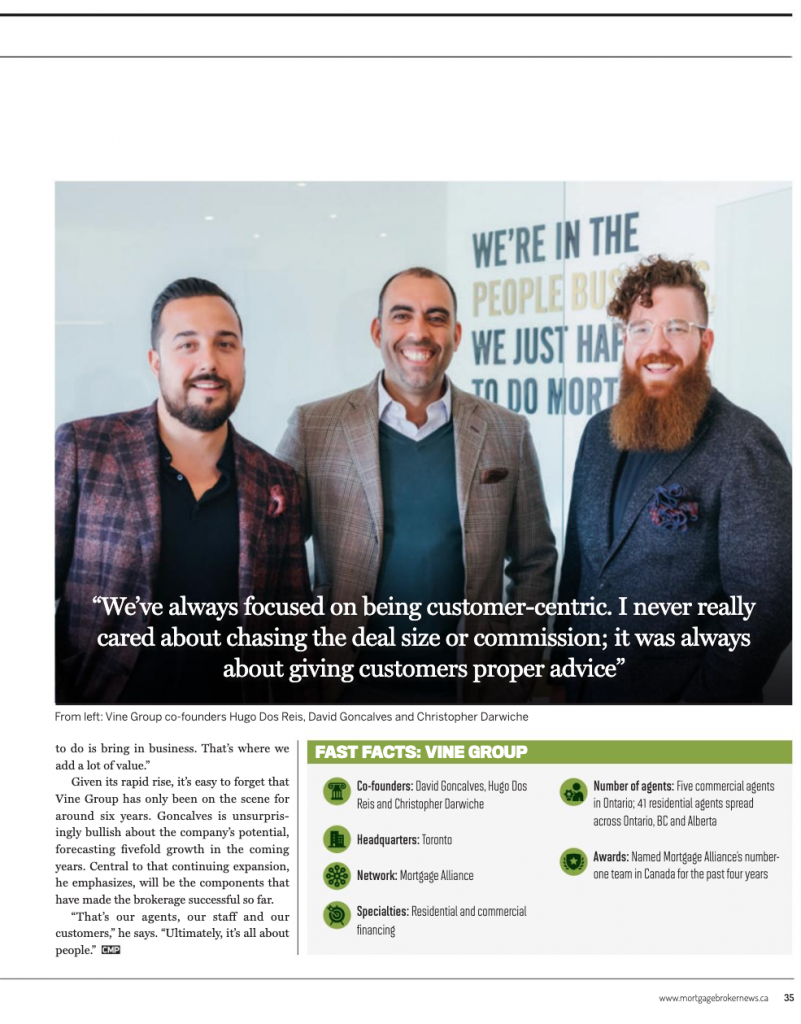 WE'RE IN THE
PEOPLE BUS
WE JUST HAP
TO DO MORT
“We’ve always focused on being customer-centric. I never really
cared about chasing the deal size or commission; it was always
about giving customers proper advice”
From left: Vine Group co-founders Hugo Dos Reis, David Goncalves and Christopher Darwiche
to do is bring in business. That’s where we
add a lot of value.”
Given its rapid rise, it’s easy to forget that
Vine Group has only been on the scene for
around six years. Goncalves is unsurpris-
ingly bullish about the company’s potential,
forecasting fivefold growth in the coming
years. Central to that continuing expansion,
he emphasizes, will be the components that
have made the brokerage successful so far.
“That’s our agents, our staff and our
customers,” he says. “Ultimately, it’s all about
people.” CMP
FAST FACTS: VINE GROUP
Co-founders: David Goncalves, Hugo Dos
Reis and Christopher Darwiche
Headquarters: Toronto
Network: Mortgage Alliance
Specialties: Residential and commercial
financing
Number of agents: Five commercial agents
in Ontario; 41 residential agents spread
across Ontario, BC and Alberta
Awards: Named Mortgage Alliance’s number-
one team in Canada for the past four years
www.mortgagebrokernews.ca 35